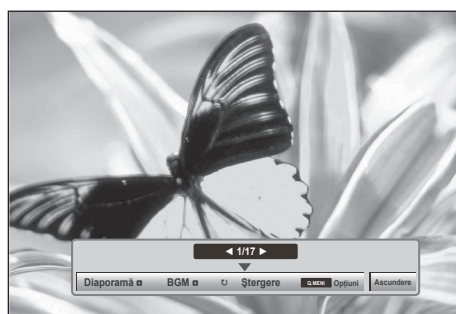 ◀ 1/17 ▶
Diaporamă BGM Ștergere Q.MENU Opțiuni Ascundere